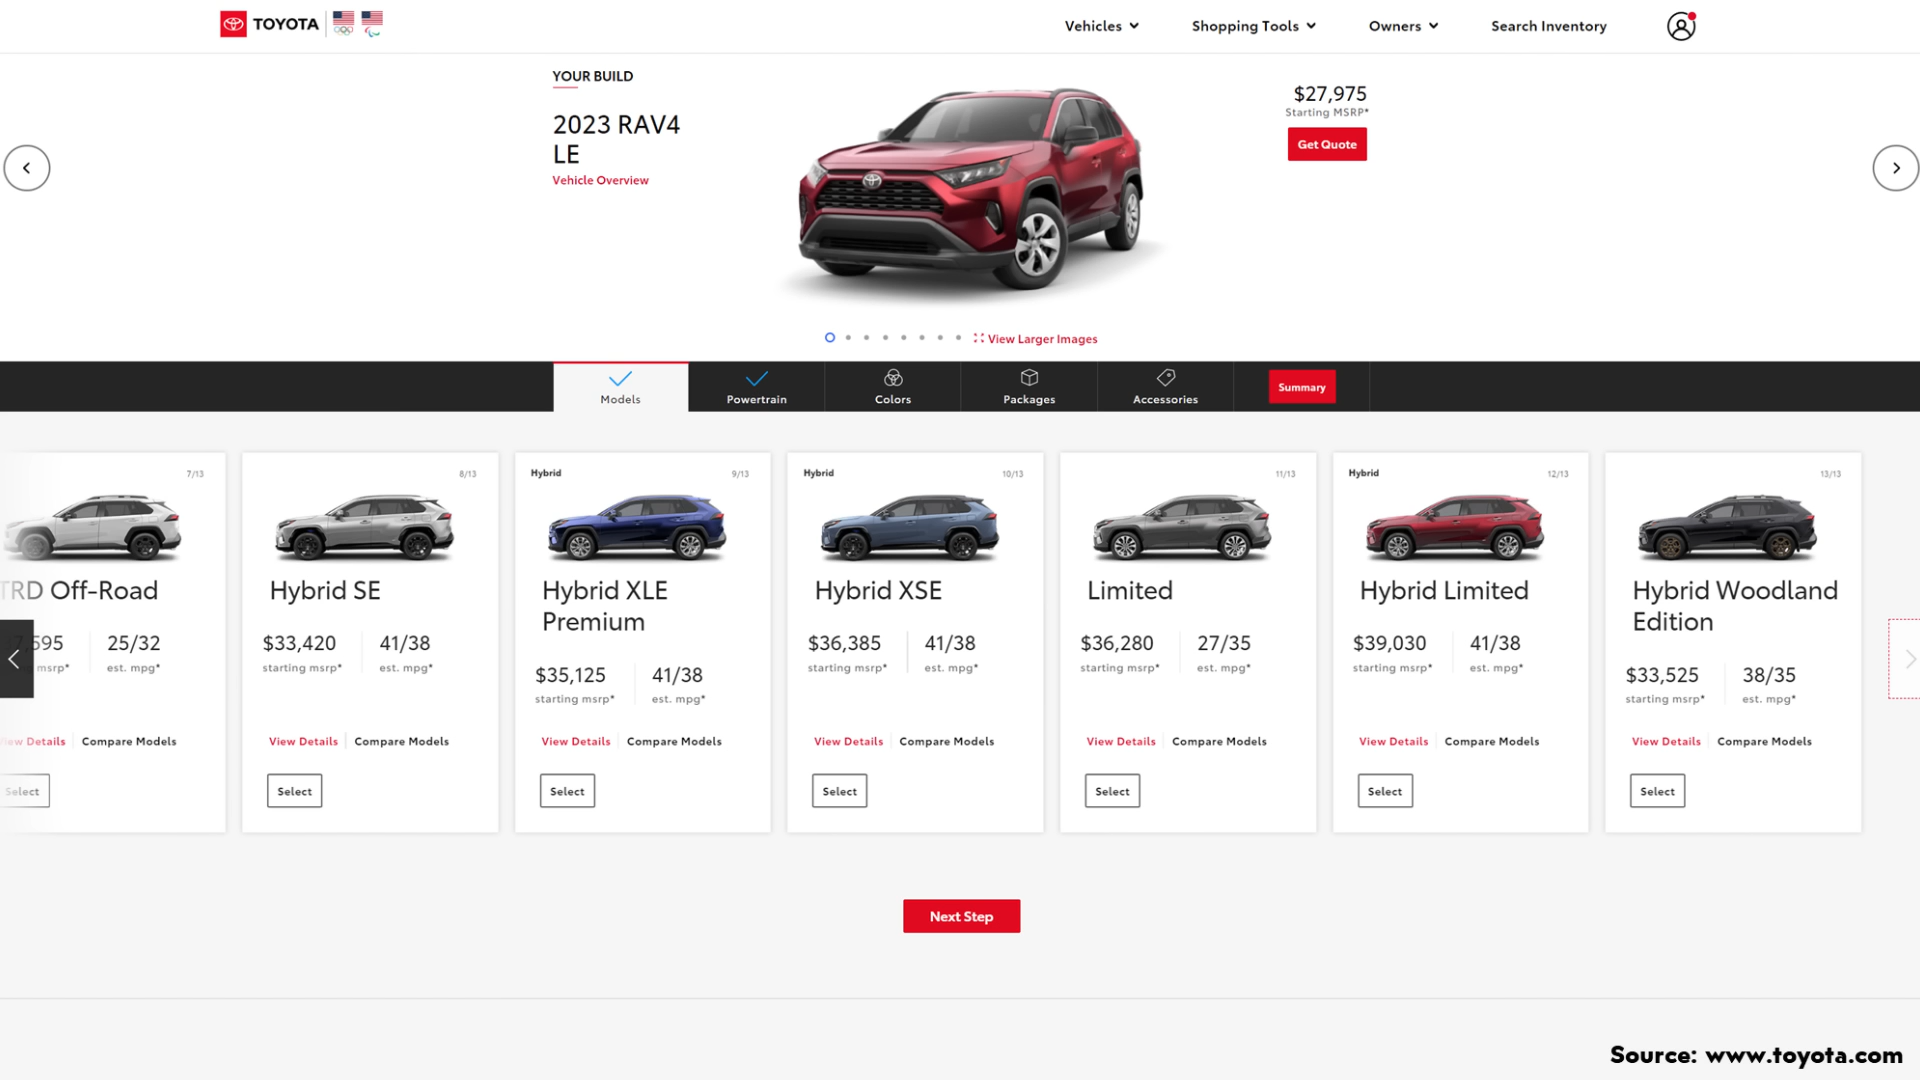 TOYOTA
Vehicles
Shopping Tools
Owners
Search Inventory
YOUR BUILD
2023 RAV4
LE
Vehicle Overview
$27,975
Starting MSRP*
Get Quote
View Larger Images
Models
Powertrain
Colors
Packages
Accessories
Summary
7/13
TRD Off-Road
7,595
msrp*
25/32
est. mpg*
View Details
Compare Models
Select
8/13
Hybrid SE
$33,420
starting msrp*
41/38
est. mpg*
View Details
Compare Models
Select
Hybrid
9/13
Hybrid XLE
Premium
$35,125
starting msrp*
41/38
est. mpg*
View Details
Compare Models
Select
Hybrid
10/13
Hybrid XSE
$36,385
starting msrp*
41/38
est. mpg*
View Details
Compare Models
Select
11/13
Limited
$36,280
starting msrp*
27/35
est. mpg*
View Details
Compare Models
Select
Hybrid
12/13
Hybrid Limited
$39,030
starting msrp*
41/38
est. mpg*
View Details
Compare Models
Select
13/13
Hybrid Woodland
Edition
$33,525
starting msrp*
38/35
est. mpg*
View Details
Compare Models
Select
Next Step
Source: www.toyota.com